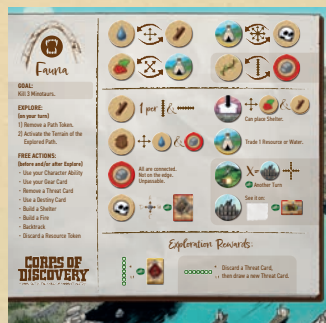 Fauna
GOAL:
Kill 3 Minotaurs.
EXPLORE:
(on your turn)
1) Remove a Path Token.
2) Activate the Terrain of the
Explored Path.
FREE ACTIONS:
(before and/or after Explore)
- Use your Character Ability
- Use your Gear Card
- Remove a Threat Card
- Use a Destiny Card
- Build a Shelter
- Build a Fire
- Backtrack
- Discard a Resource Token
CORPS OF
DISCOVERY
1 per
&
&
Can place Shelter.
&
Trade 1 Resource or Water.
All are connected.
Not on the edge.
Unpassable.
X=
Another Turn
See it on:
Exploration Rewards:
Discard a Threat Card,
then draw a new Threat Card.